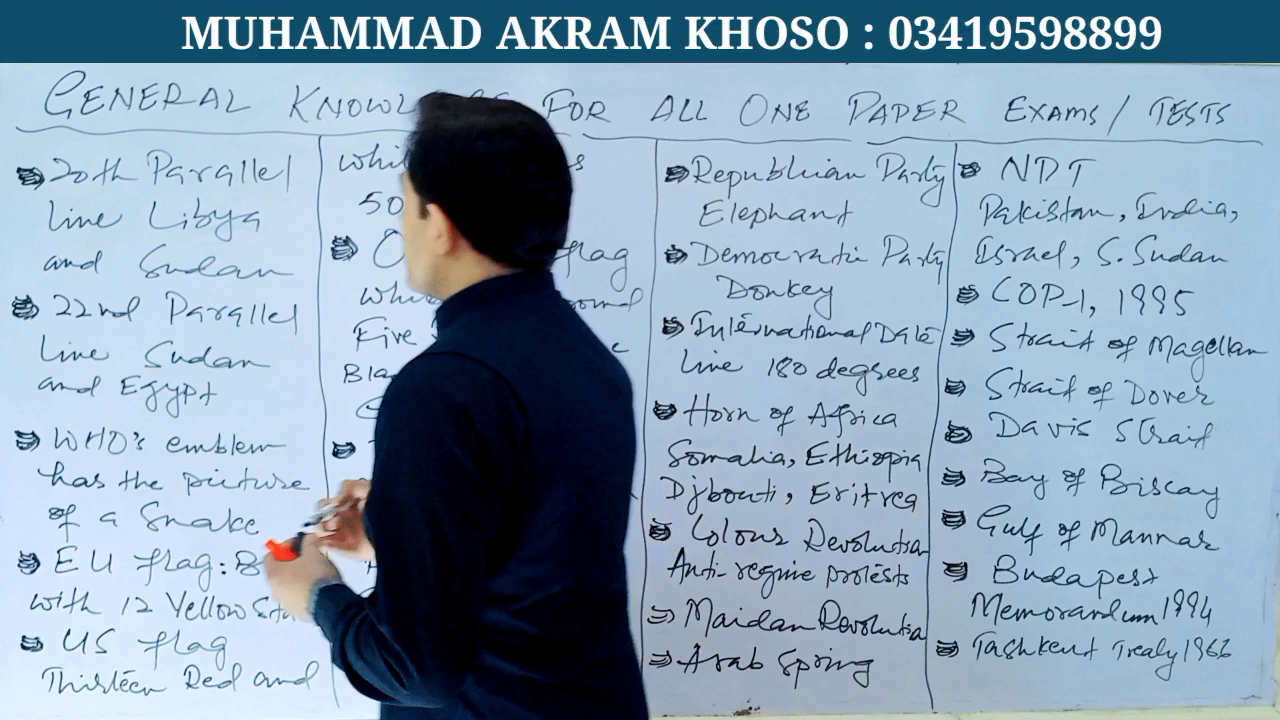 MUHAMMAD AKRAM KHOSO : 03419598899
GENERAL FOR ALL ONE PAPER EXAMS / TESTS
20th Parallel
line Libya
and Sudan
22nd Parallel
line Sudan
and Egypt
WHO's emblem
has the picture
of a Snake
EU flag:
with 12 Yellow
US flag
Thirteen Red and
50
flag
Five
Republican Party
Elephant
Democratic Party
Donkey
International Date
line 180 degrees
Horn of Africa
Somalia, Ethiopia
Djbouti, Eritrea
Colour Revolution
Anti-regime protests
Maidan Revolution
Arab Spring
NDT
Pakistan, India,
Israel, S. Sudan
COP-1, 1995
Strait of Magellan
Strait of Dover
Davis Strait
Bay of Biscay
Gulf of Mannar
Budapest
Memorandum 1994
Tashkent Treaty 1966